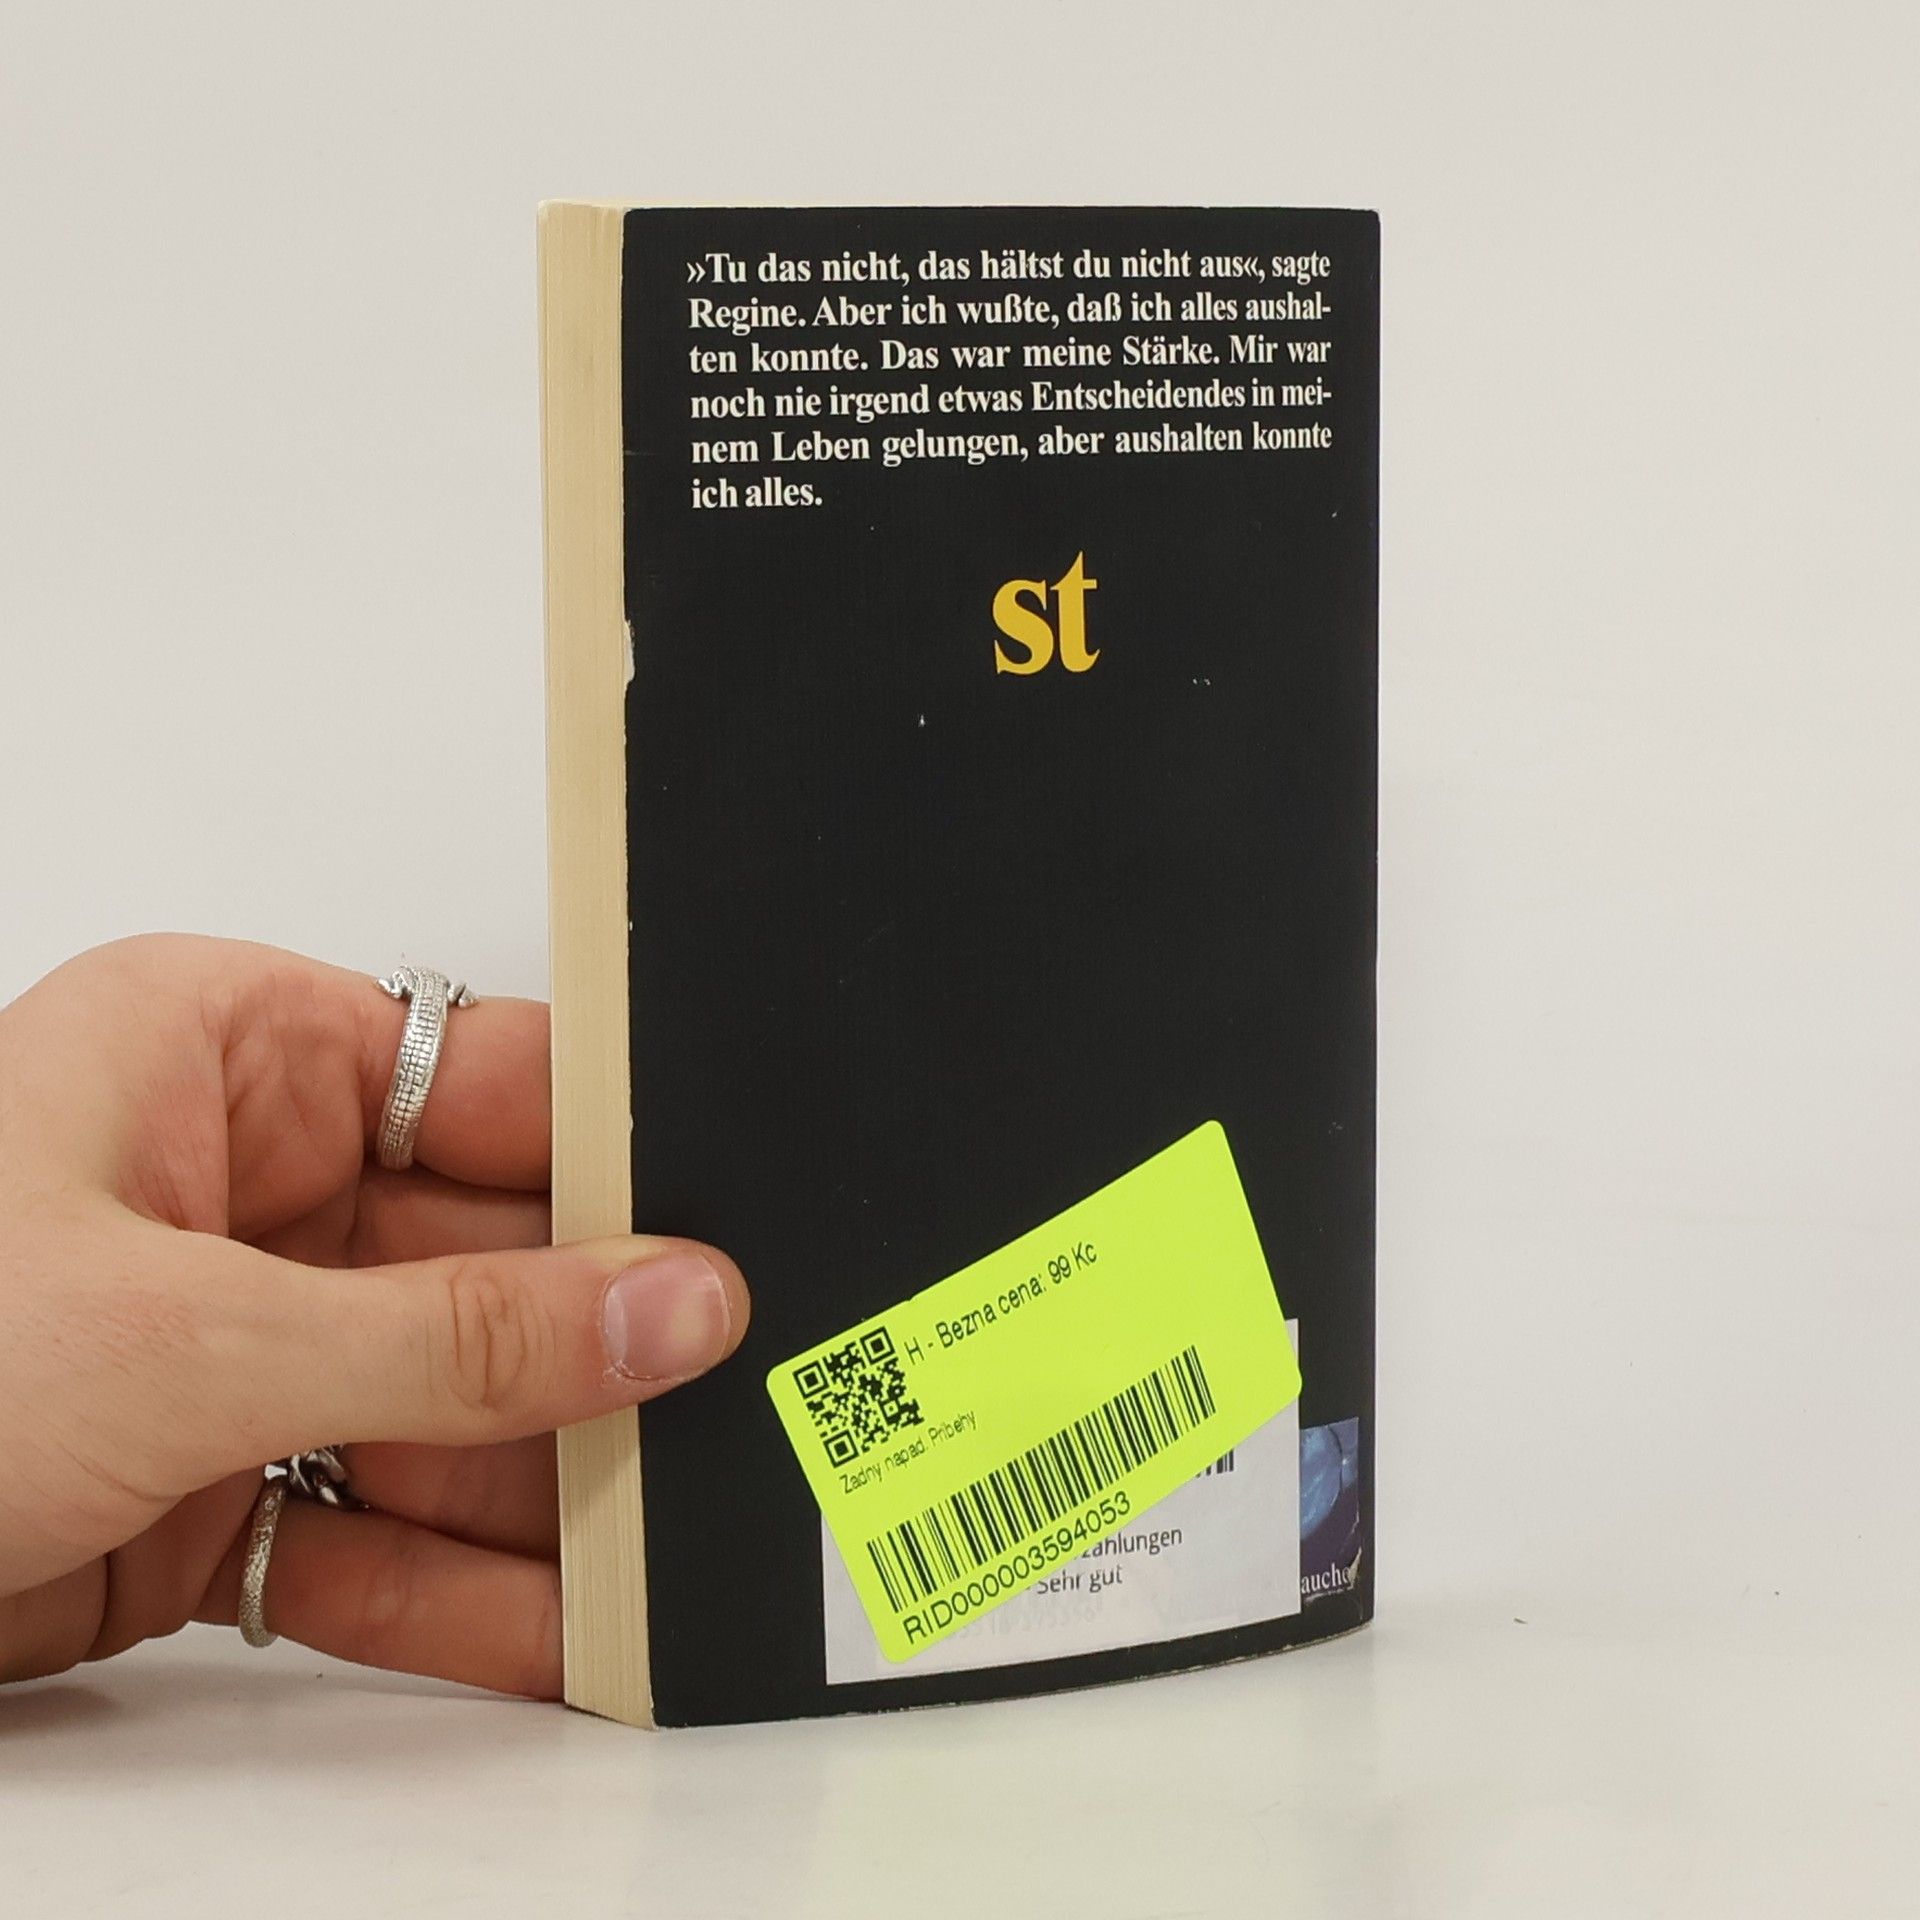 »Tu das nicht, das hältst du nicht aus«, sagte
Regine. Aber ich wußte, daß ich alles aushal-
ten konnte. Das war meine Stärke. Mir war
noch nie irgend etwas Entscheidendes in mei-
nem Leben gelungen, aber aushalten konnte
ich alles.
st
H - Bezna cena: 99 Kc
Zadny napad. Pribehy
RID000003594053
zahlungen
Sehr gut